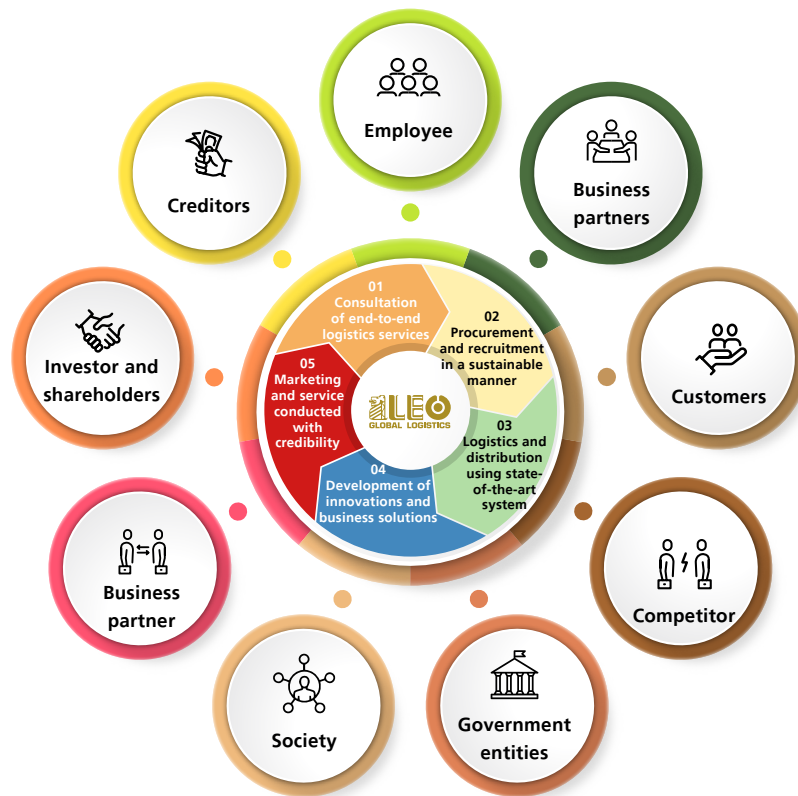 Employee
Business
partners
Customers
Competitor
Government
entities
Society
Business
partner
Investor and
shareholders
Creditors
01
Consultation
of end-to-end
logistics services
02
Procurement
and recruitment
in a sustainable
manner
03
Logistics and
distribution
using state-
of-the-art
system
04
Development of
innovations and
business solutions
05
Marketing
and service
conducted
with
credibility
LEO
GLOBAL LOGISTICS